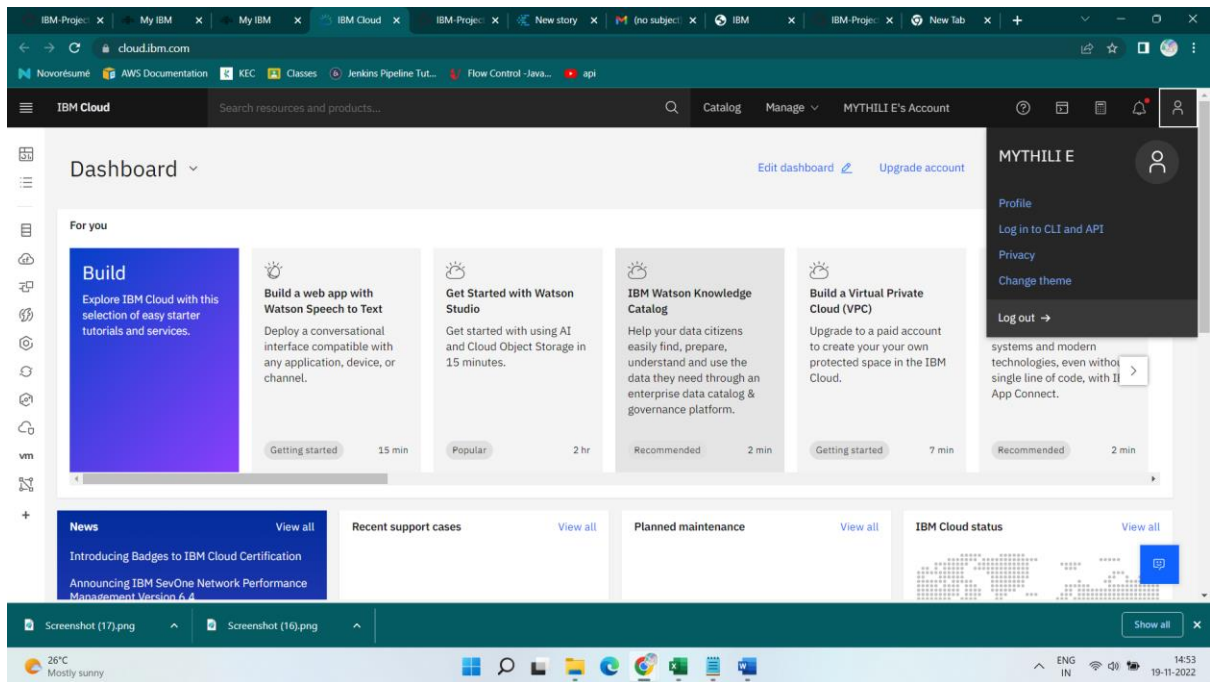 IBM-Projec
My IBM
My IBM
IBM Cloud
IBM-Projec
New story
(no subject)
IBM
IBM-Projec
New Tab
cloud.ibm.com
Novorésumé
AWS Documentation
KEC
Classes
Jenkins Pipeline Tut...
Flow Control -Java...
api
IBM Cloud
Search resources and products...
Catalog
Manage
MYTHILI E's Account
Dashboard
Edit dashboard
Upgrade account
MYTHILI E
Profile
Log in to CLI and API
Privacy
Change theme
Log out →
For you
Build
Explore IBM Cloud with this
selection of easy starter
tutorials and services.
Build a web app with
Watson Speech to Text
Deploy a conversational
interface compatible with
any application, device, or
channel.
Getting started
15 min
Get Started with Watson
Studio
Get started with using AI
and Cloud Object Storage in
15 minutes.
Popular
2 hr
IBM Watson Knowledge
Catalog
Help your data citizens
easily find, prepare,
understand and use the
data they need through an
enterprise data catalog &
governance platform.
Recommended
2 min
Build a Virtual Private
Cloud (VPC)
Upgrade to a paid account
to create your your own
protected space in the IBM
Cloud.
Getting started
7 min
systems and modern
technologies, even without
single line of code, with
App Connect.
Recommended
2 min
vm
News
View all
Introducing Badges to IBM Cloud Certification
Announcing IBM SevOne Network Performance
Management Version 6.4
Recent support cases
View all
Planned maintenance
View all
IBM Cloud status
View all
Screenshot (17).png
Screenshot (16).png
Show all
26°C
Mostly sunny
ENG
IN
14:53
19-11-2022